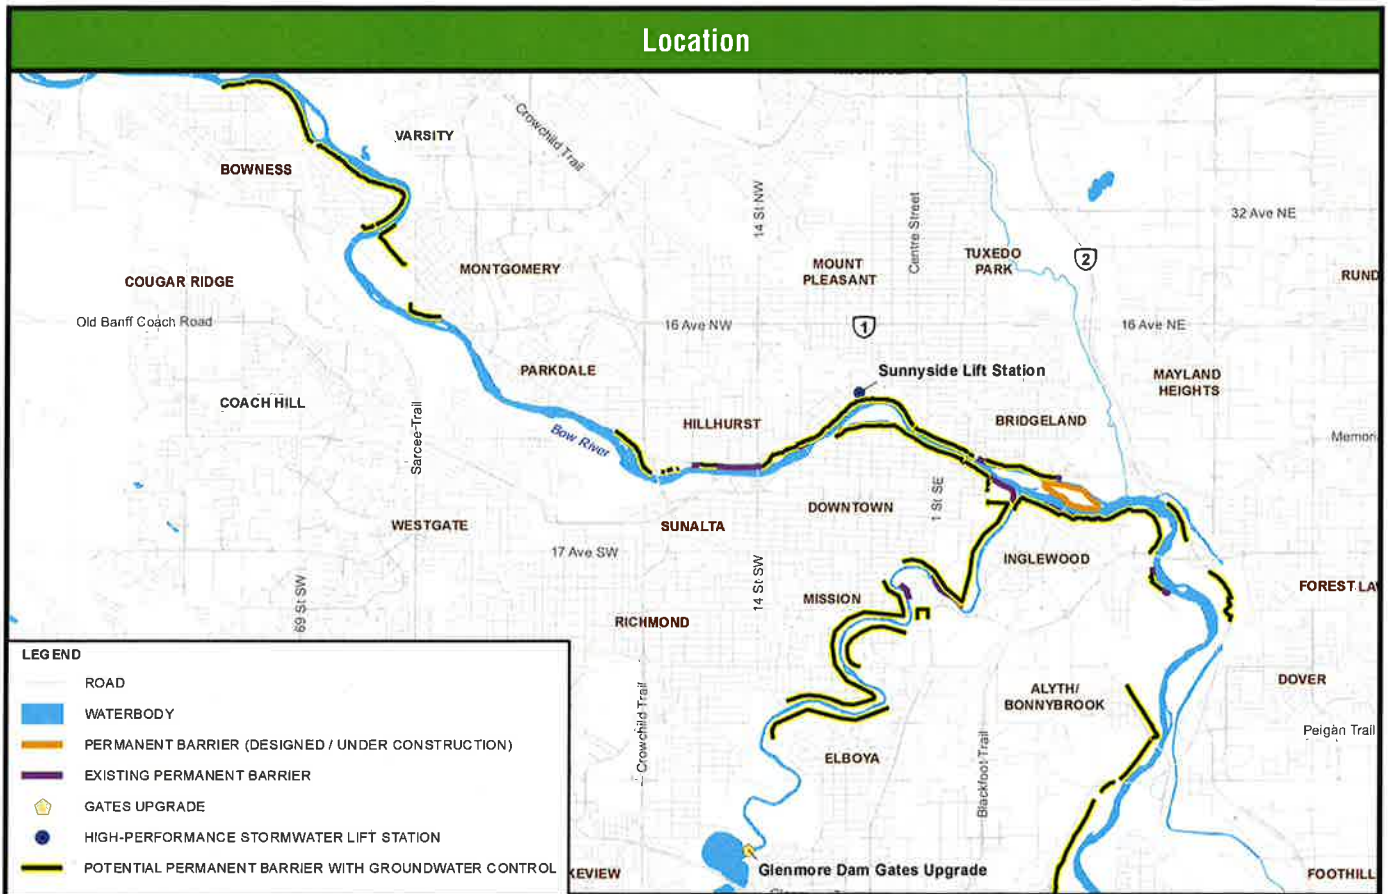 Location
VARSITY
Crowchild Trail
BOWNESS
14 St NW
Centre Street
32 Ave NE
TUXEDO
PARK
2
MOUNT
PLEASANT
MONTGOMERY
COUGAR RIDGE
RUND
Old Banff Coach Road
16 Ave NW
1
16 Ave NE
PARKDALE
Sunnyside Lift Station
MAYLAND
HEIGHTS
COACH HILL
Sarcee Trail
HILLHURST
BRIDGELAND
Bow River
Memori
DOWNTOWN
1 St SE
WESTGATE
SUNALTA
17 Ave SW
INGLEWOOD
14 St SW
69 St SW
MISSION
FOREST LA
RICHMOND
LEGEND
ROAD
WATERBODY
PERMANENT BARRIER (DESIGNED / UNDER CONSTRUCTION)
EXISTING PERMANENT BARRIER
GATES UPGRADE
HIGH-PERFORMANCE STORMWATER LIFT STATION
POTENTIAL PERMANENT BARRIER WITH GROUNDWATER CONTROL
DOVER
ALYTH/
BONNYBROOK
Peigan Trail
Crowchild Trail
ELBOYA
Blackfoot Trail
Glenmore Dam Gates Upgrade
KEVIEW
FOOTHILL